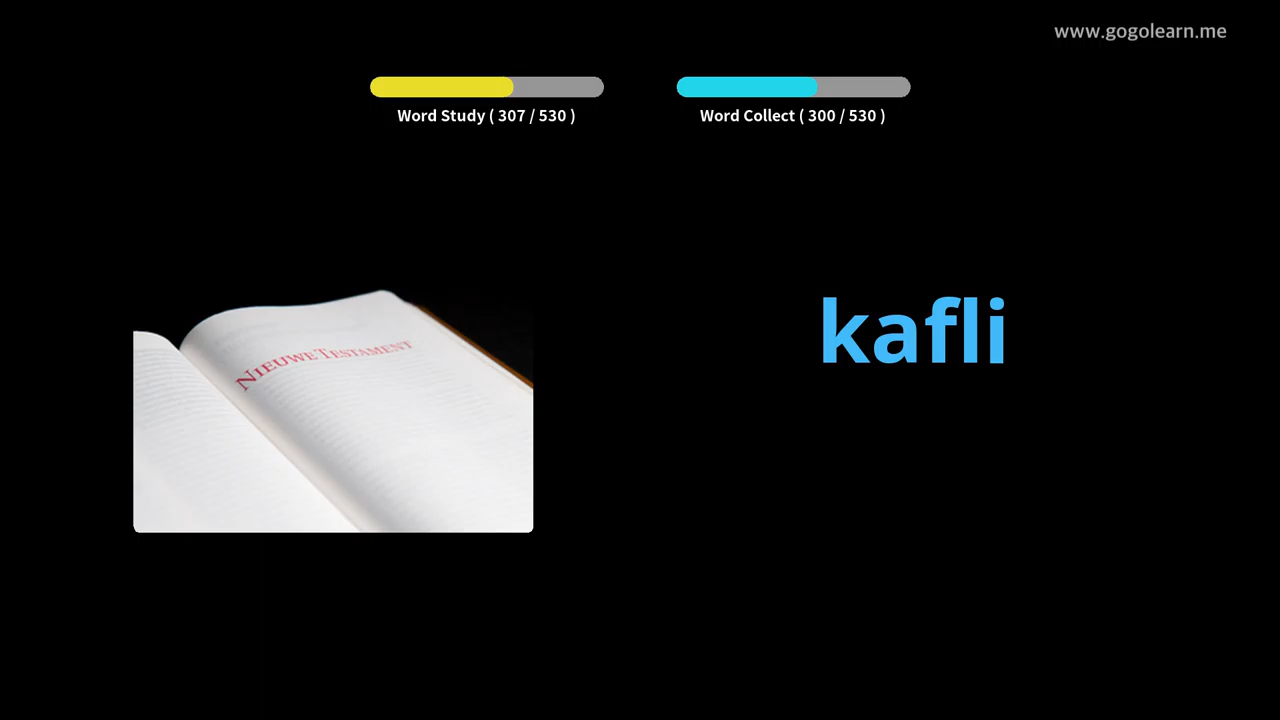 www.gogolearn.me
Word Study ( 307 / 530 )
Word Collect ( 300 / 530 )
NIEUWE TESTAMENT
kafli